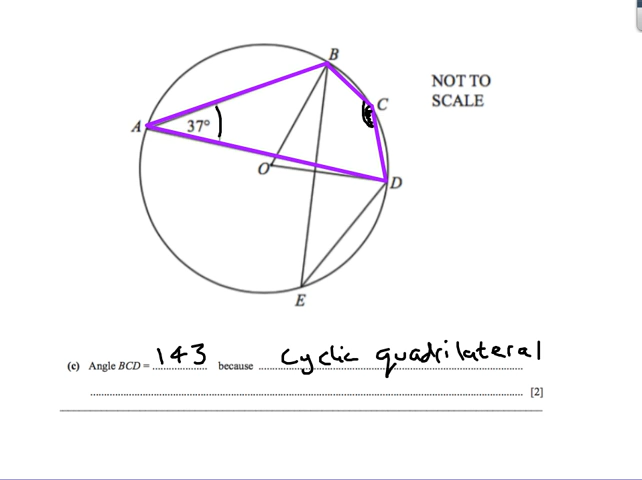 B
NOT TO
C
SCALE
A
37°
O
D
E
(c) Angle BCD = 143 because cyclic quadrilateral
[2]